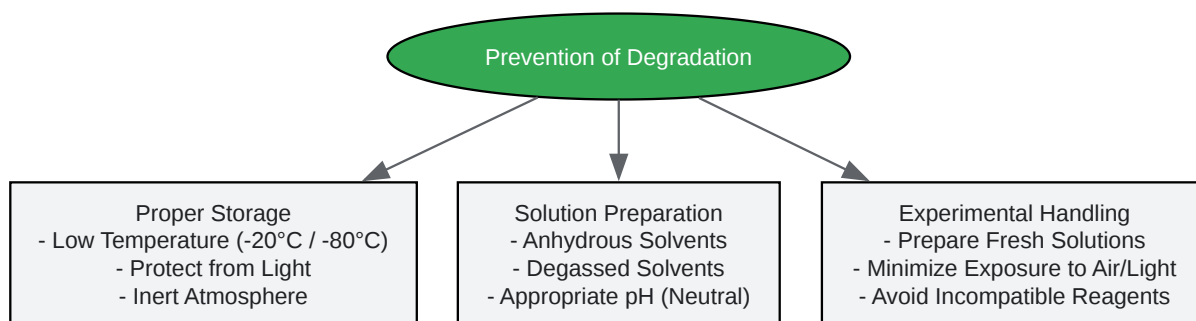 Prevention of Degradation
Proper Storage
- Low Temperature (-20°C / -80°C)
- Protect from Light
- Inert Atmosphere
Solution Preparation
- Anhydrous Solvents
- Degassed Solvents
- Appropriate pH (Neutral)
Experimental Handling
- Prepare Fresh Solutions
- Minimize Exposure to Air/Light
- Avoid Incompatible Reagents